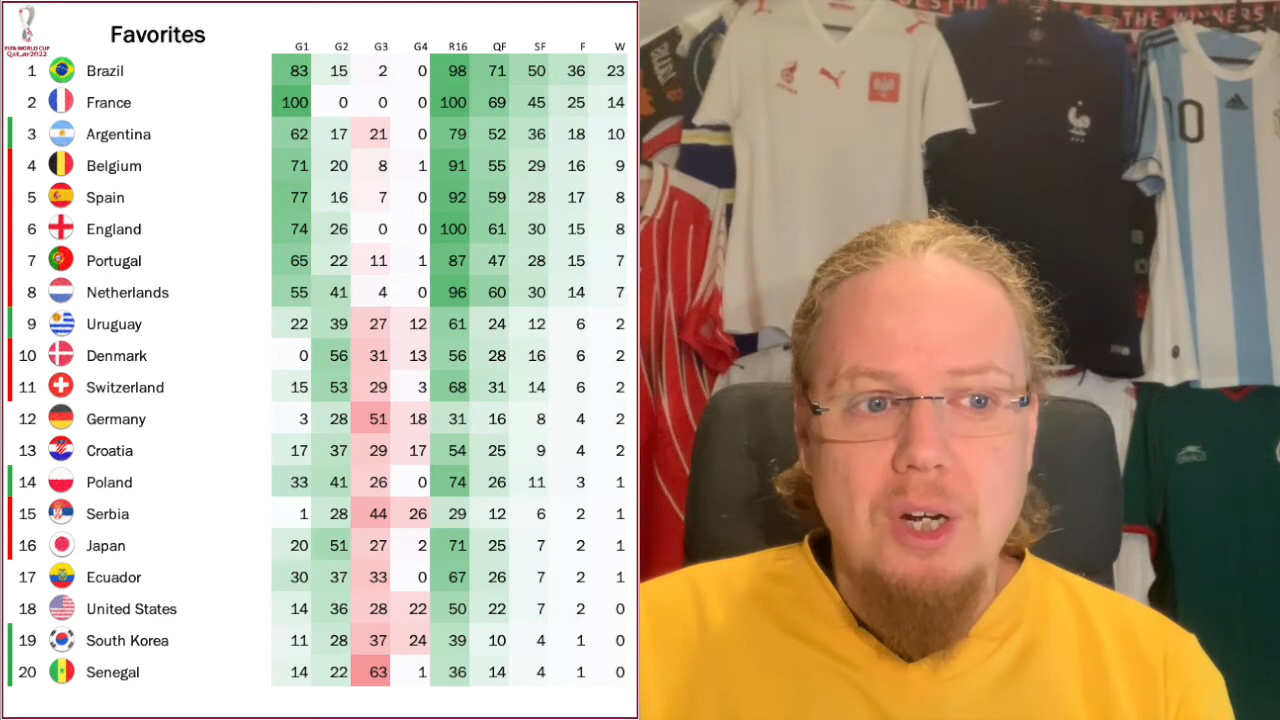 FIFA WORLD CUP
Qatar2022
Favorites
G1 G2 G3 G4 R16 QF SF F W
1 Brazil 83 15 2 0 98 71 50 36 23
2 France 100 0 0 0 100 69 45 25 14
3 Argentina 62 17 21 0 79 52 36 18 10
4 Belgium 71 20 8 1 91 55 29 16 9
5 Spain 77 16 7 0 92 59 28 17 8
6 England 74 26 0 0 100 61 30 15 8
7 Portugal 65 22 11 1 87 47 28 15 7
8 Netherlands 55 41 4 0 96 60 30 14 7
9 Uruguay 22 39 27 12 61 24 12 6 2
10 Denmark 0 56 31 13 56 28 16 6 2
11 Switzerland 15 53 29 3 68 31 14 6 2
12 Germany 3 28 51 18 31 16 8 4 2
13 Croatia 17 37 29 17 54 25 9 4 2
14 Poland 33 41 26 0 74 26 11 3 1
15 Serbia 1 28 44 26 29 12 6 2 1
16 Japan 20 51 27 2 71 25 7 2 1
17 Ecuador 30 37 33 0 67 26 7 2 1
18 United States 14 36 28 22 50 22 7 2 0
19 South Korea 11 28 37 24 39 10 4 1 0
20 Senegal 14 22 63 1 36 14 4 1 0
THE WINNERS
10